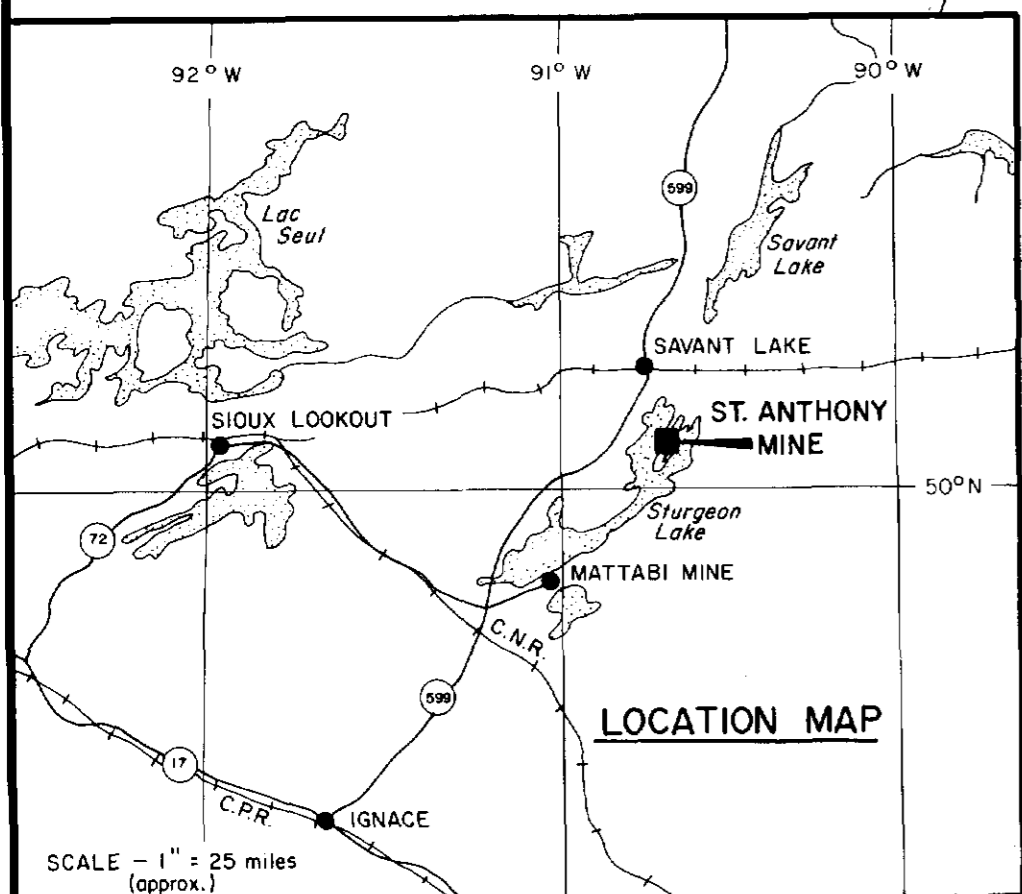 92° W
91° W
90° W
599
Lac
Seul
Savant
Lake
SAVANT LAKE
SIOUX LOOKOUT
ST. ANTHONY
MINE
50°N
Sturgeon
Lake
72
MATTABI MINE
C.N.R.
599
LOCATION MAP
17
C.P.R.
IGNACE
SCALE – 1" = 25 miles
(approx.)